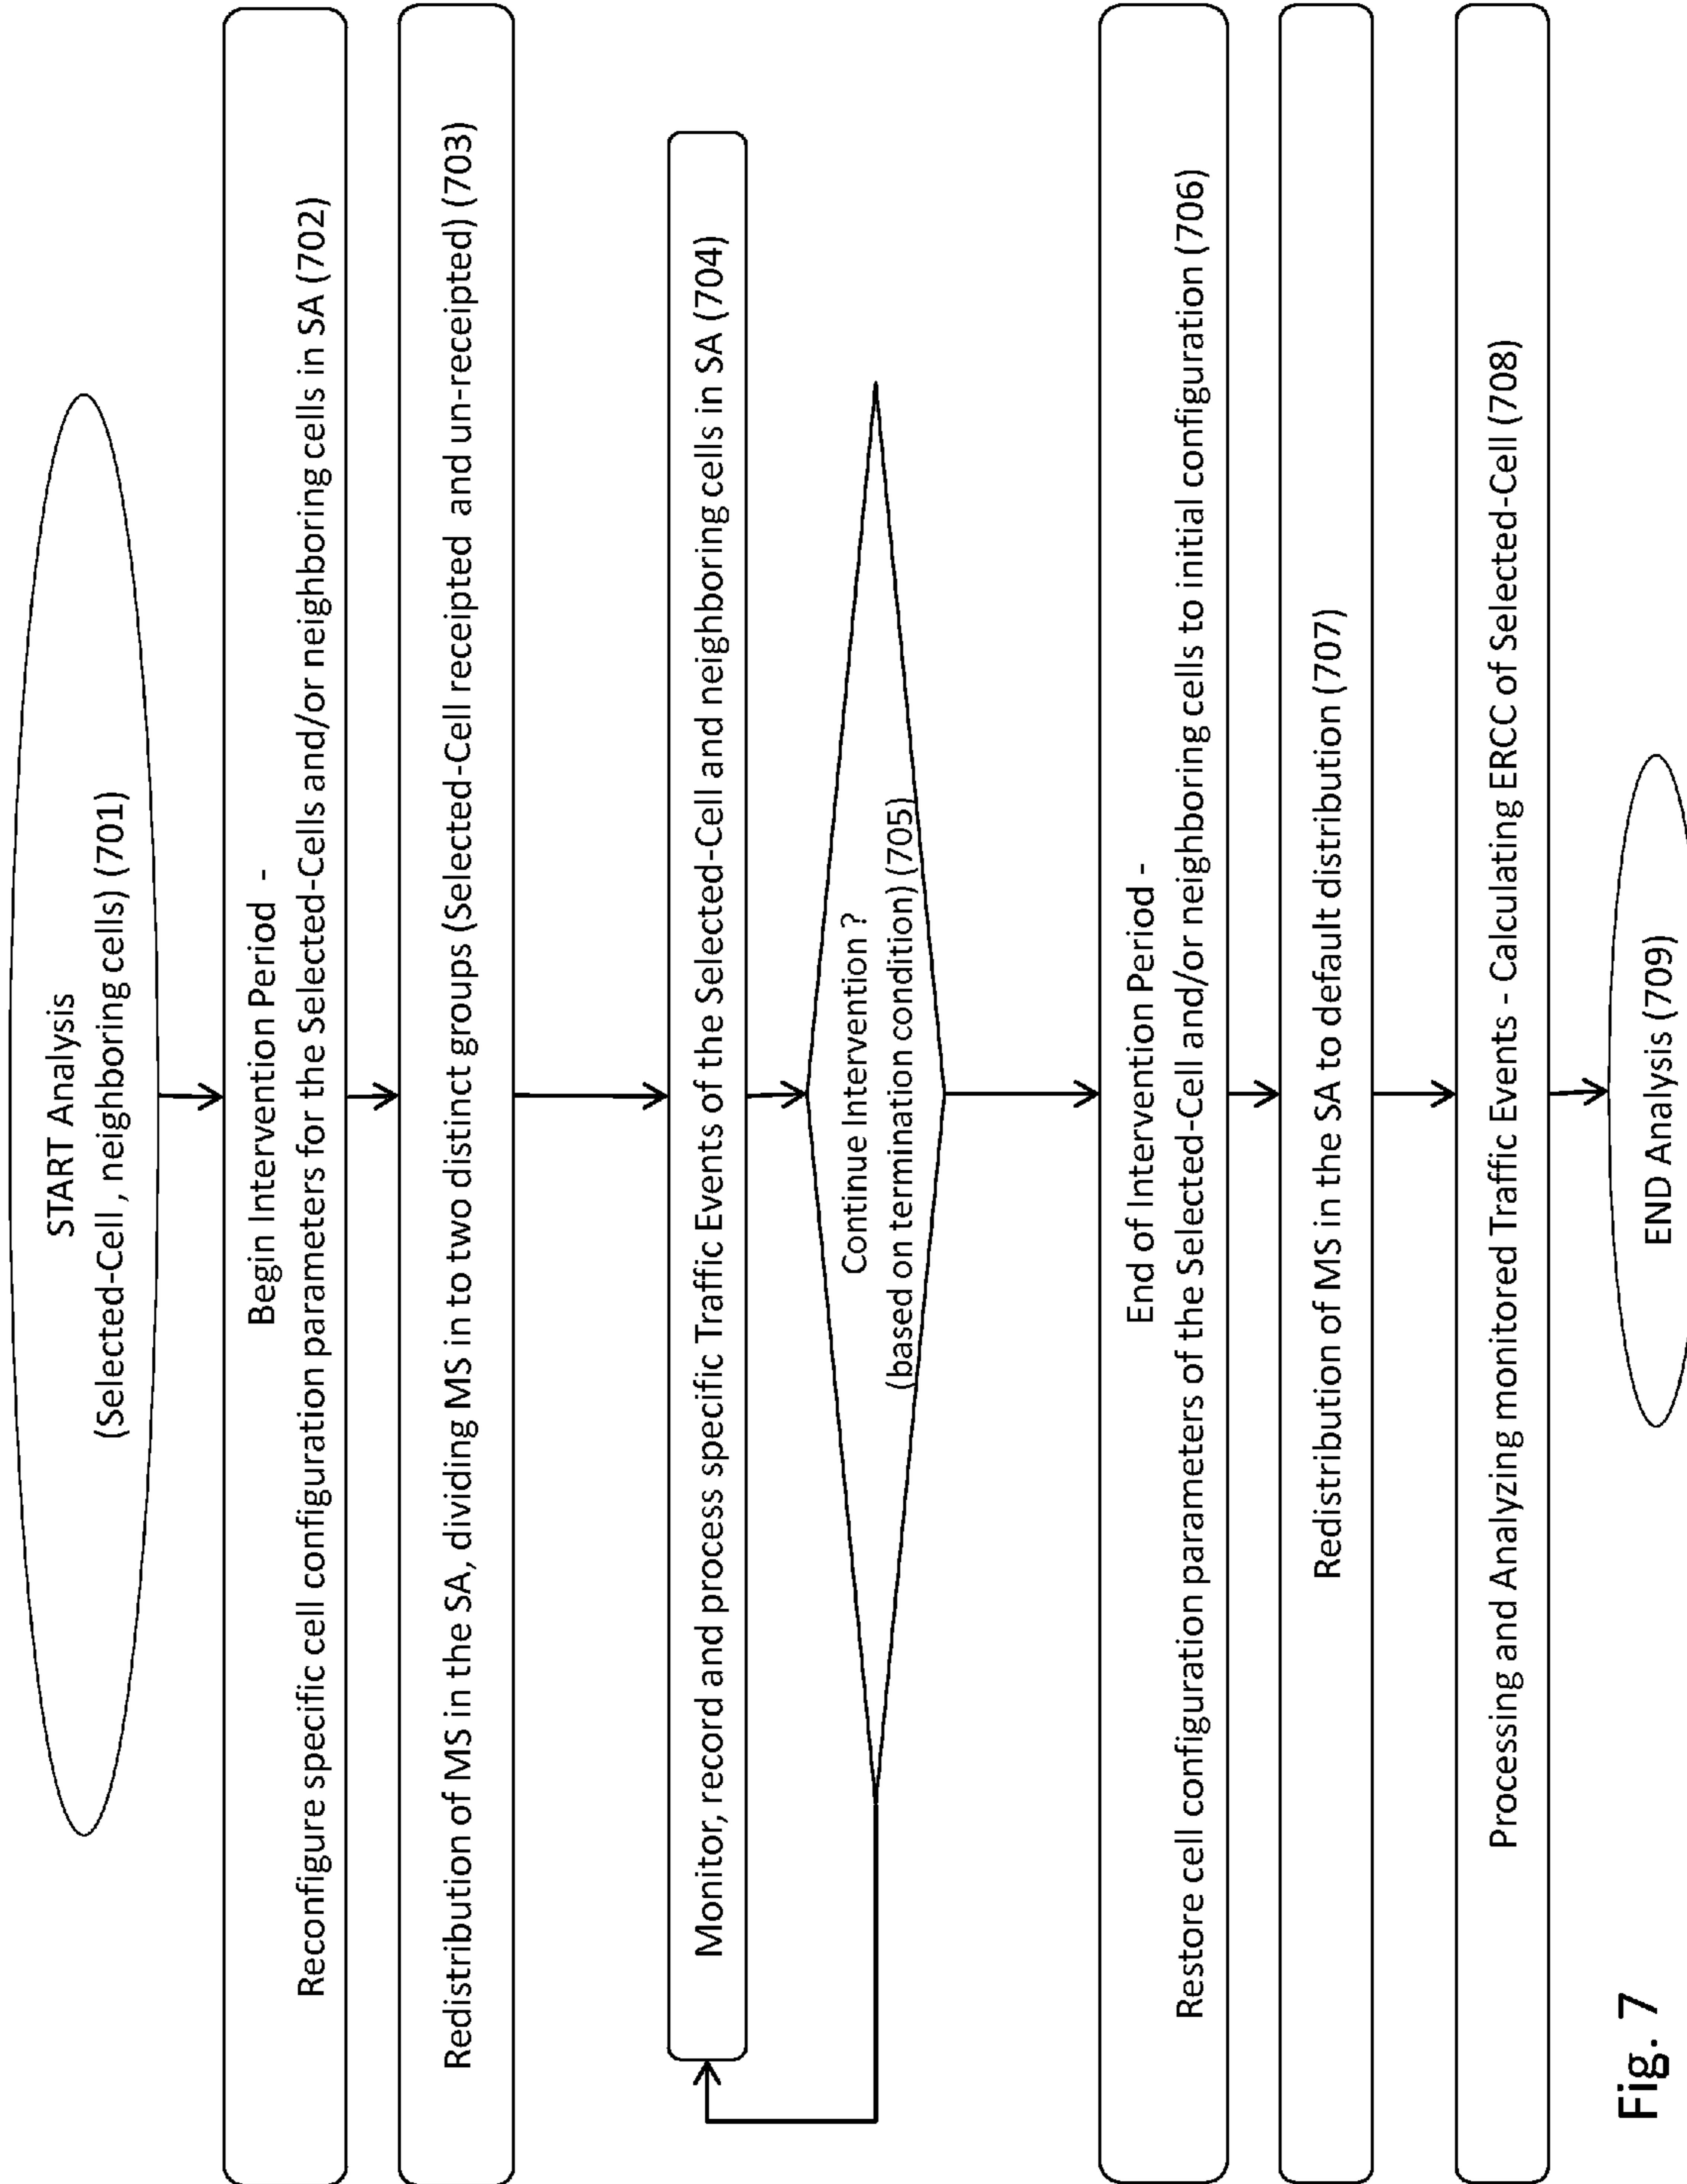 START Analysis
(Selected-Cell , neighboring cells) (701)
Begin Intervention Period -
Reconfigure specific cell configuration parameters for the Selected-Cells and/or neighboring cells in SA (702)
Redistribution of MS in the SA, dividing MS in to two distinct groups (Selected-Cell receipted and un-receipted) (703)
Monitor, record and process specific Traffic Events of the Selected-Cell and neighboring cells in SA (704)
Continue Intervention ?
(based on termination condition) (705)
End of Intervention Period -
Restore cell configuration parameters of the Selected-Cell and/or neighboring cells to initial configuration (706)
Redistribution of MS in the SA to default distribution (707)
Processing and Analyzing monitored Traffic Events - Calculating ERCC of Selected-Cell (708)
END Analysis (709)
Fig. 7